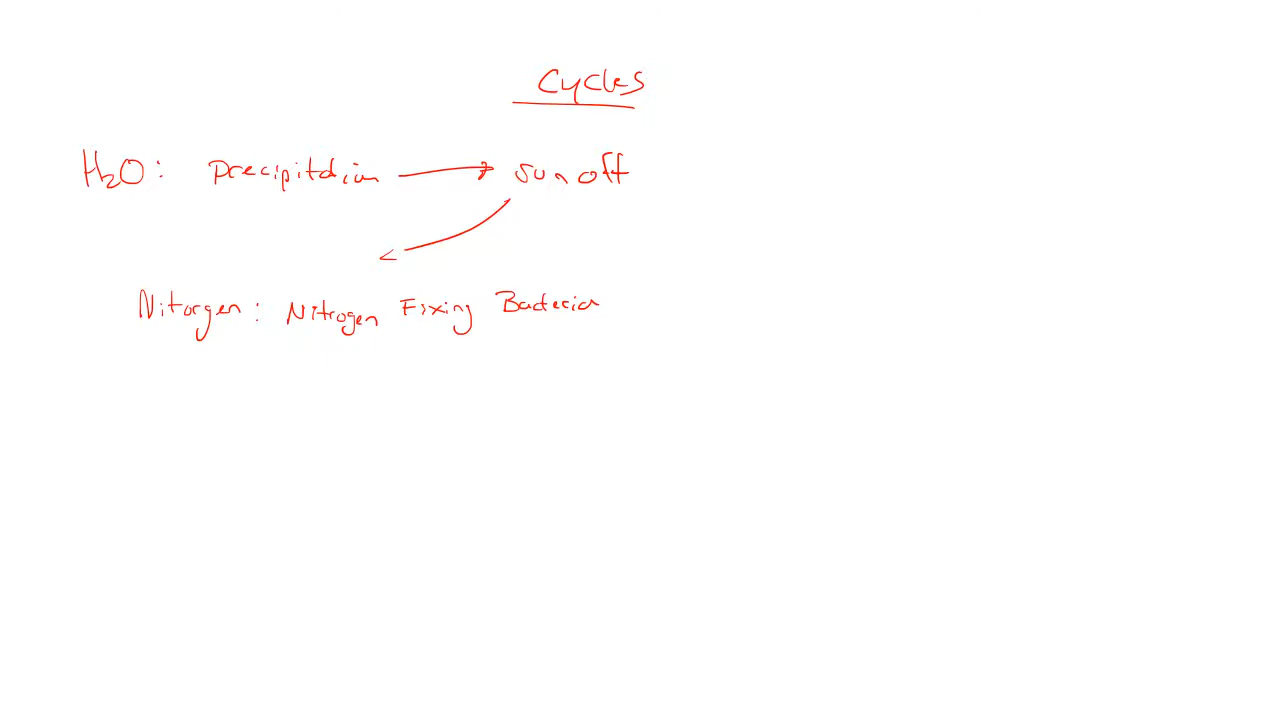 Cycles
H₂O: Precipitation → runoff
Nitorgen: Nitrogen Fixing Bacteria